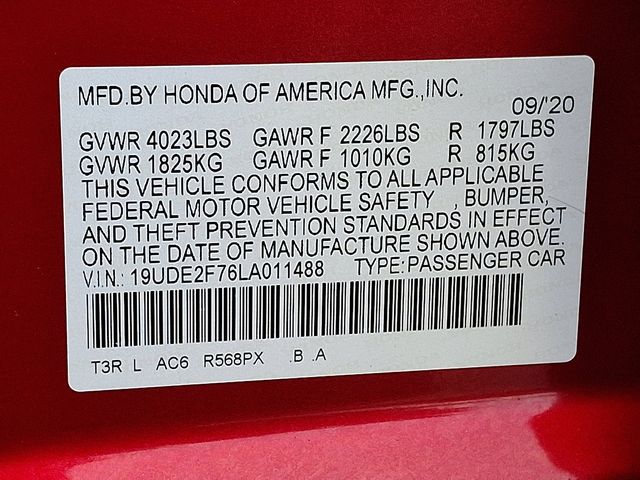 MFD.BY HONDA OF AMERICA MFG.,INC.
09/'20
GVWR 4023LBS GAWR F 2226LBS R 1797LBS
GVWR 1825KG GAWR F 1010KG R 815KG
THIS VEHICLE CONFORMS TO ALL APPLICABLE
FEDERAL MOTOR VEHICLE SAFETY , BUMPER,
AND THEFT PREVENTION STANDARDS IN EFFECT
ON THE DATE OF MANUFACTURE SHOWN ABOVE.
V.I.N.: 19UDE2F76LA011488 TYPE:PASSENGER CAR
T3R L AC6 R568PX .B .A